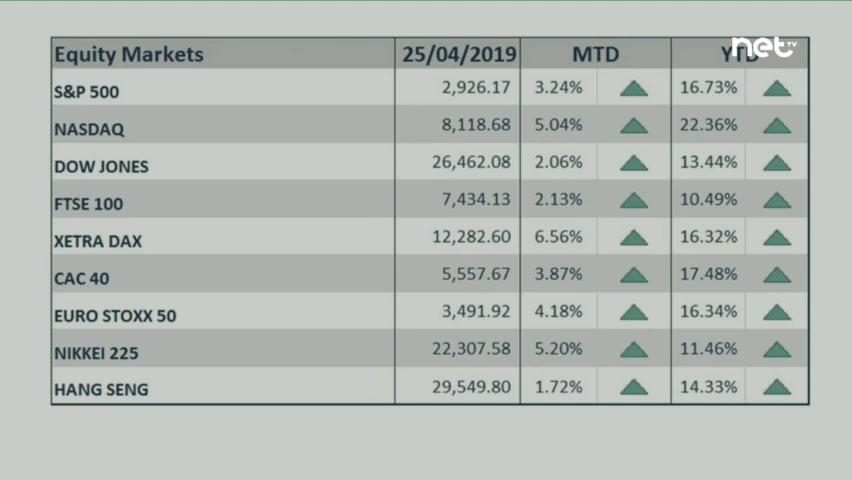 net TV
Equity Markets 25/04/2019 MTD YTD
S&P 500 2,926.17 3.24% 16.73%
NASDAQ 8,118.68 5.04% 22.36%
DOW JONES 26,462.08 2.06% 13.44%
FTSE 100 7,434.13 2.13% 10.49%
XETRA DAX 12,282.60 6.56% 16.32%
CAC 40 5,557.67 3.87% 17.48%
EURO STOXX 50 3,491.92 4.18% 16.34%
NIKKEI 225 22,307.58 5.20% 11.46%
HANG SENG 29,549.80 1.72% 14.33%